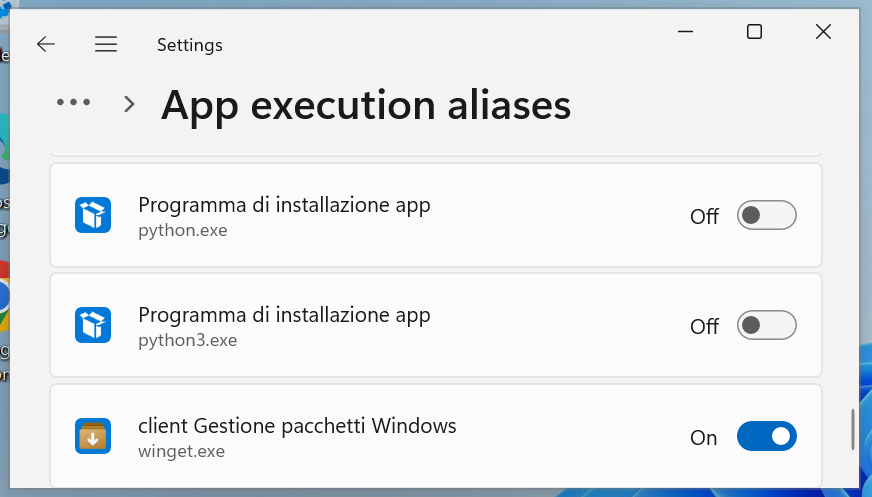 Settings
... > App execution aliases
Programma di installazione app
python.exe
Off
Programma di installazione app
python3.exe
Off
client Gestione pacchetti Windows
winget.exe
On